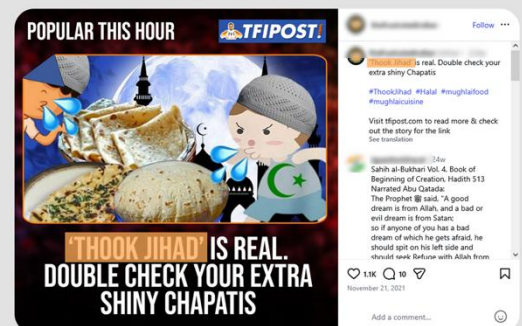 POPULAR THIS HOUR
TFIPOST!
'THOOK JIHAD' IS REAL.
DOUBLE CHECK YOUR EXTRA
SHINY CHAPATIS
Follow
'Thook Jihad' is real. Double check your
extra shiny Chapatis
#ThookJihad #Halal #mughlaifood
#mughlaicuisine
Visit tfipost.com to read more & check
out the story for the link
See translation
24w
Sahih al-Bukhari Vol. 4, Book of
Beginning of Creation, Hadith 513
Narrated Abu Qatada:
The Prophet ﷺ said, "A good
dream is from Allah, and a bad or
evil dream is from Satan;
so if anyone of you has a bad
dream of which he gets afraid, he
should spit on his left side and
should seek Refuge with Allah from
1.1K 10
November 21, 2021
Add a comment...